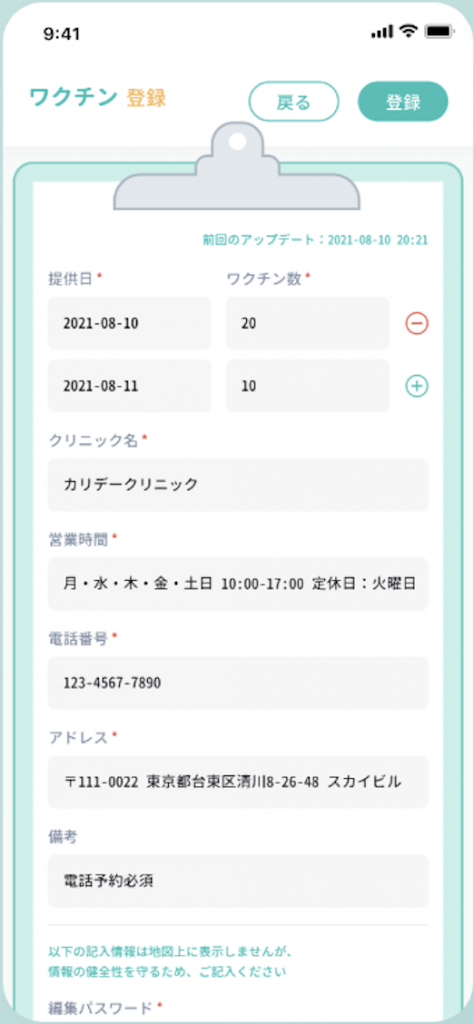 9:41
ワクチン 登録
戻る
登録
前回のアップデート：2021-08-10 20:21
提供日 * ワクチン数 *
2021-08-10 20
2021-08-11 10
クリニック名 *
カリデークリニック
営業時間 *
月・水・木・金・土日 10:00-17:00 定休日：火曜日
電話番号 *
123-4567-7890
アドレス *
〒111-0022 東京都台東区清川8-26-48 スカイビル
備考
電話予約必須
以下の記入情報は地図上に表示しませんが、
情報の健全性を守るため、ご記入ください
編集パスワード *